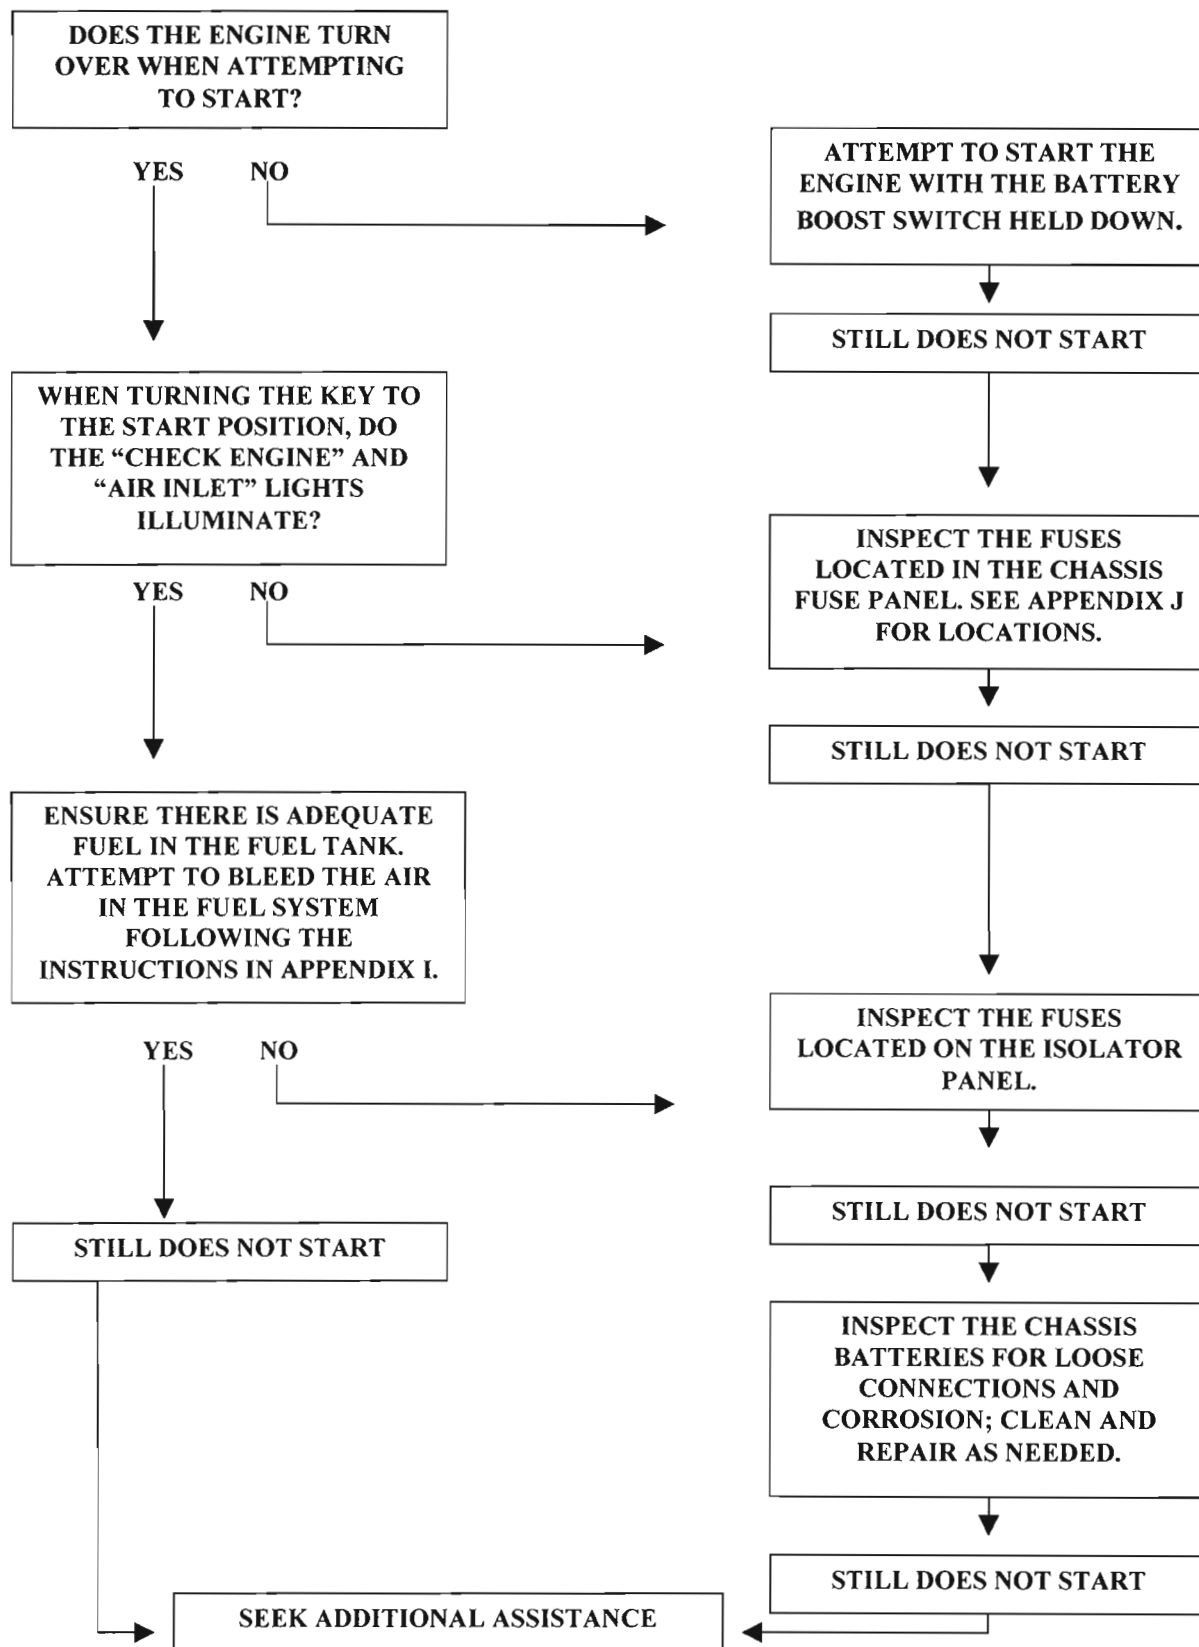 DOES THE ENGINE TURN
OVER WHEN ATTEMPTING
TO START?
YES NO
ATTEMPT TO START THE
ENGINE WITH THE BATTERY
BOOST SWITCH HELD DOWN.
STILL DOES NOT START
WHEN TURNING THE KEY TO
THE START POSITION, DO
THE “CHECK ENGINE” AND
“AIR INLET” LIGHTS
ILLUMINATE?
YES NO
INSPECT THE FUSES
LOCATED IN THE CHASSIS
FUSE PANEL. SEE APPENDIX J
FOR LOCATIONS.
STILL DOES NOT START
ENSURE THERE IS ADEQUATE
FUEL IN THE FUEL TANK.
ATTEMPT TO BLEED THE AIR
IN THE FUEL SYSTEM
FOLLOWING THE
INSTRUCTIONS IN APPENDIX I.
YES NO
INSPECT THE FUSES
LOCATED ON THE ISOLATOR
PANEL.
STILL DOES NOT START
STILL DOES NOT START
INSPECT THE CHASSIS
BATTERIES FOR LOOSE
CONNECTIONS AND
CORROSION; CLEAN AND
REPAIR AS NEEDED.
STILL DOES NOT START
SEEK ADDITIONAL ASSISTANCE